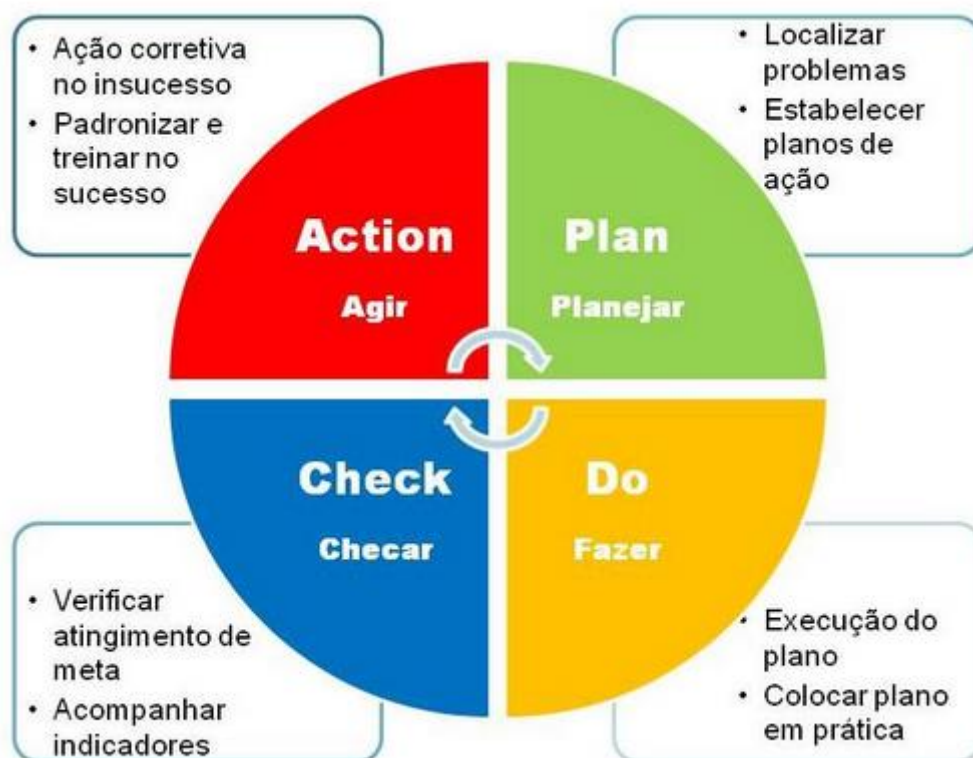 • Ação corretiva
no insucesso
• Padronizar e
treinar no
sucesso
• Localizar
problemas
• Estabelecer
planos de
ação
Action
Agir
Plan
Planejar
Check
Checar
Do
Fazer
• Verificar
atingimento de
meta
• Acompanhar
indicadores
• Execução do
plano
• Colocar plano
em prática